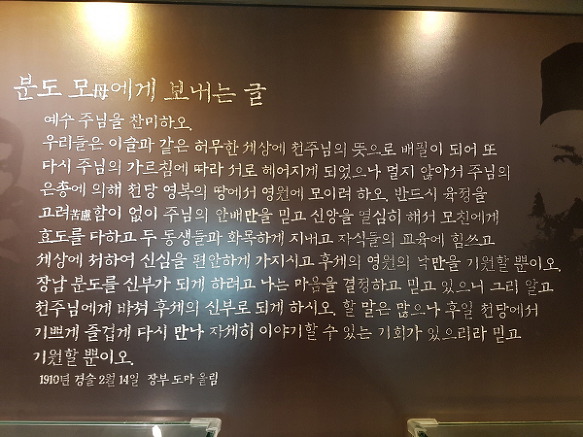 분도 모母에게 보내는 글
예수 주님을 찬미하오.
우리들은 이슬과 같은 허무한 세상에 천주님의 뜻으로 배필이 되어 또
다시 주님의 가르침에 따라 서로 헤어지게 되었으나 멀지 않아서 주님의
은총에 의해 천당 영복의 땅에서 영원에 모이려 하오. 반드시 육정을
고려苦慮함이 없이 주님의 안배만을 믿고 신앙을 열심히 해서 모친에게
효도를 다하고 두 동생들과 화목하게 지내고 자식들의 교육에 힘쓰고
세상에 처하여 신심을 편안하게 가지시고 후세의 영원의 낙만을 기원할 뿐이오.
장남 분도를 신부가 되게 하려고 나는 마음을 결정하고 믿고 있으니 그리 알고
천주님에게 바쳐 후세의 신부로 되게 하시오. 할 말은 많으나 후일 천당에서
기쁘게 즐겁게 다시 만나 자세히 이야기할 수 있는 기회가 있으리라 믿고
기원할 뿐이오.
1910년 경술 2월 14일 장부 도마 올림